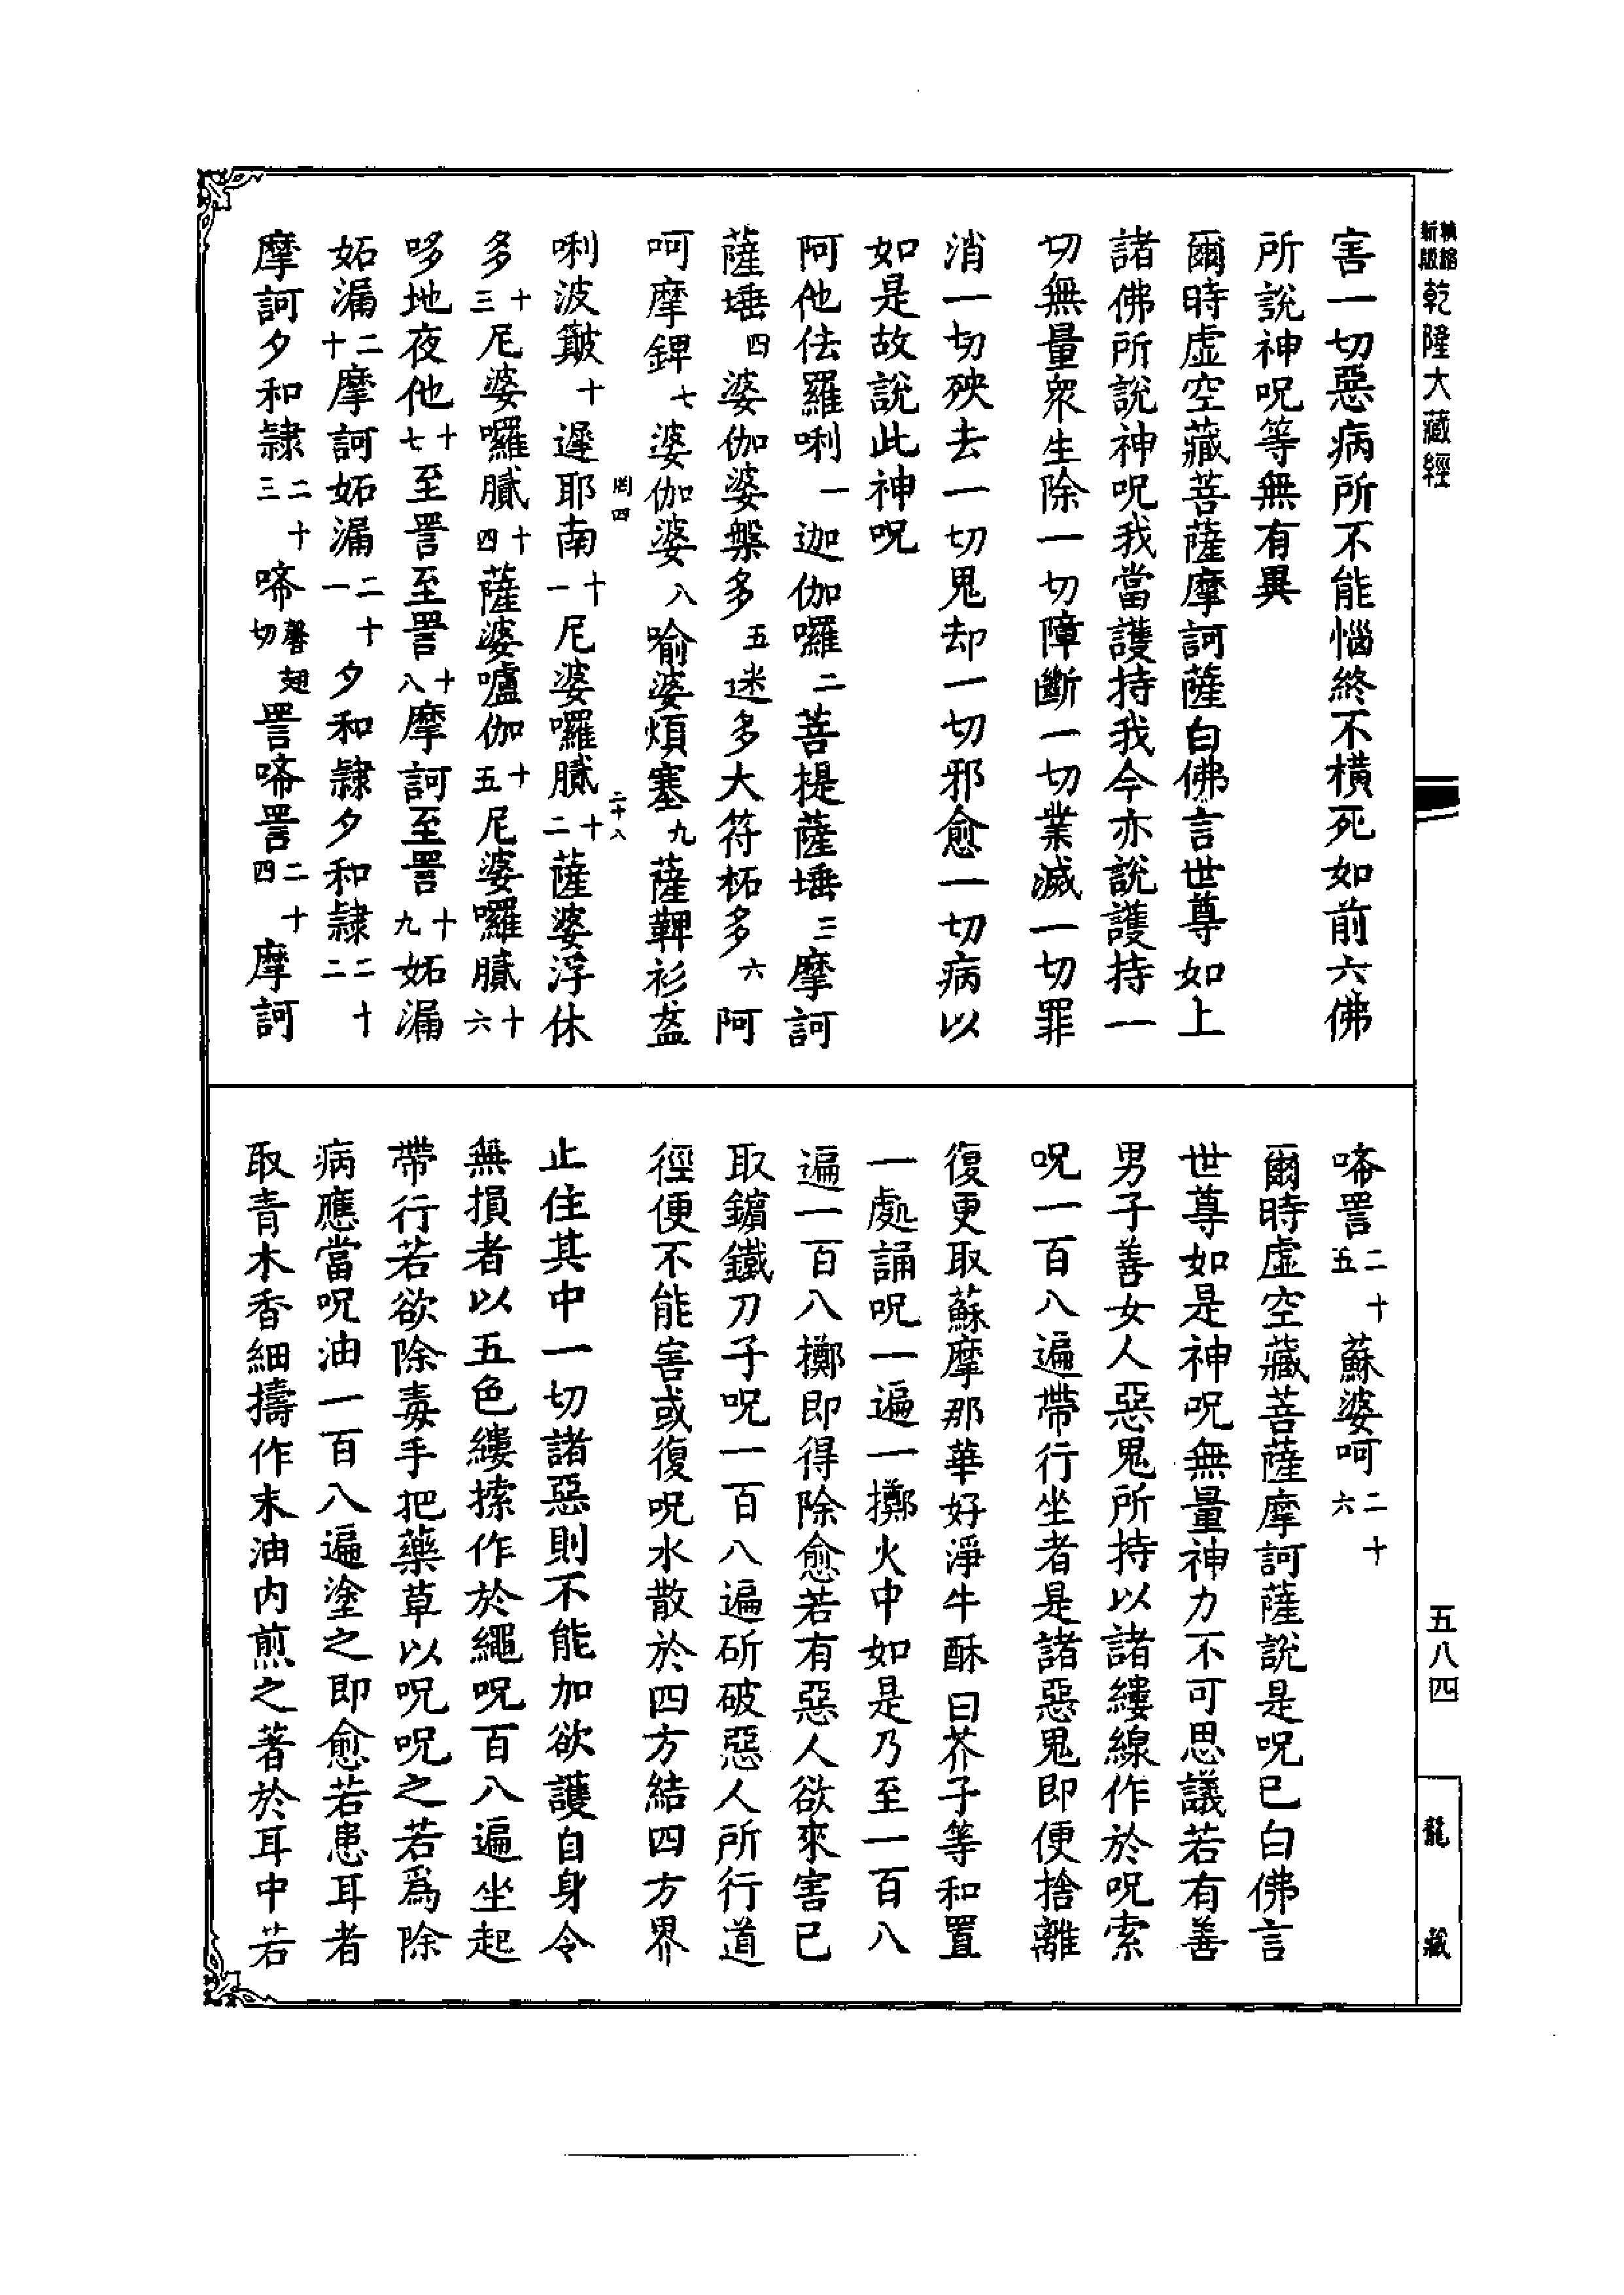 新版 乾隆大藏經
害一切惡病所不能惱終不橫死如前六佛
所說神呪等無有異
爾時虛空藏菩薩摩訶薩白佛言世尊如上
諸佛所說神呪我當護持我今亦說護持一
切無量衆生除一切障斷一切業滅一切罪
消一切殃去一切鬼却一切邪愈一切病以
如是故說此神呪
阿他佉羅唎一迦伽囉二菩提薩埵三摩訶
薩埵四婆伽婆槃多五迷多大符柘多六阿
呵摩鋽七婆伽婆八喻婆煩塞九薩鞞衫盋
罔四 二十八
唎波㿿十遲耶南十一尼婆囉膩十二薩婆浮休
多十三尼婆囉膩十四薩婆嚧伽十五尼婆囉膩十六
哆地夜他十七至詈至詈十八摩訶至詈十九妬漏
妬漏二十摩訶妬漏二十一夕和隸夕和隸二十二
摩訶夕和隸二十三啼馨翅切詈啼詈二十四摩訶
啼詈二十五蘇婆呵二十六
爾時虛空藏菩薩摩訶薩說是呪已白佛言
世尊如是神呪無量神力不可思議若有善
男子善女人惡鬼所持以諸縷線作於呪索
呪一百八遍帶行坐者是諸惡鬼即便捨離
復更取蘇摩那華好淨牛酥白芥子等和置
一處誦呪一遍一擲火中如是乃至一百八
遍一百八擲即得除愈若有惡人欲來害已
取鑌鐵刀子呪一百八遍斫破惡人所行道
徑便不能害或復呪水散於四方結四方界
止住其中一切諸惡則不能加欲護自身令
無損者以五色縷搽作於繩呪百八遍坐起
帶行若欲除毒手把藥草以呪呪之若爲除
病應當呪油一百八遍塗之即愈若患耳者
取青木香細擣作末油内煎之著於耳中若
五八四
龍藏